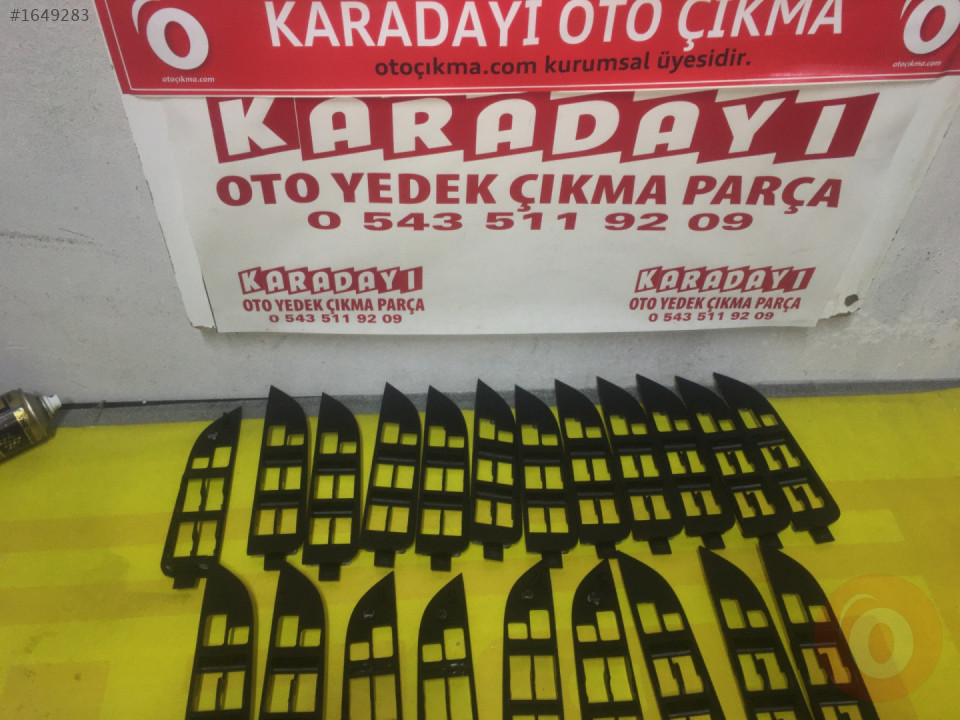 #1649283
KARADAYI OTO ÇIKMA
otoçıkma.com kurumsal üyesidir.
otoçıkma.com
otoçıkma.com
KARADAYI
OTO YEDEK ÇIKMA PARÇA
0 543 511 92 09
KARADAYI
OTO YEDEK ÇIKMA PARÇA
0 543 511 92 09
KARADAYI
OTO YEDEK ÇIKMA PARÇA
0 543 511 92 09